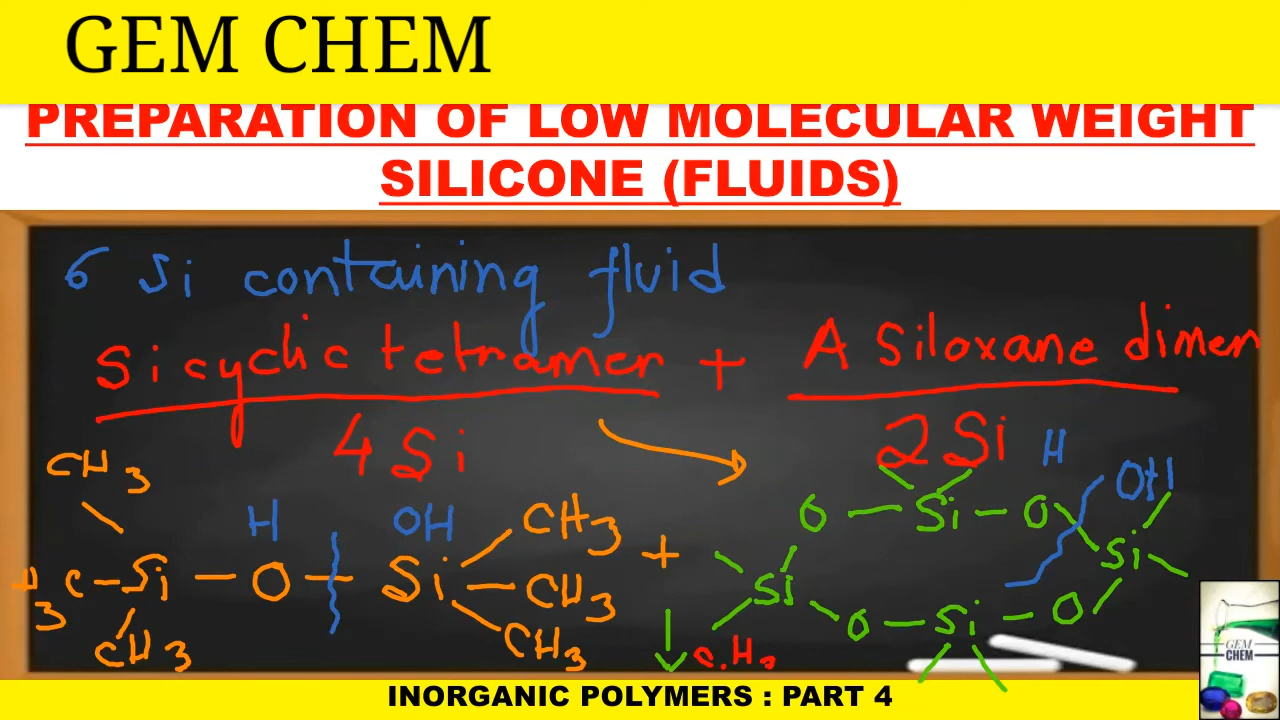 GEM CHEM
PREPARATION OF LOW MOLECULAR WEIGHT
SILICONE (FLUIDS)
6 Si containing fluid
Si cyclic tetramer + A Siloxane dimer
4 Si 2 Si
CH3 H OH CH3
H3C-Si-O-Si-CH3
CH3 CH3
+
H OH
O-Si-O
Si Si
O-Si-O
CH3
GEM
CHEM
INORGANIC POLYMERS : PART 4